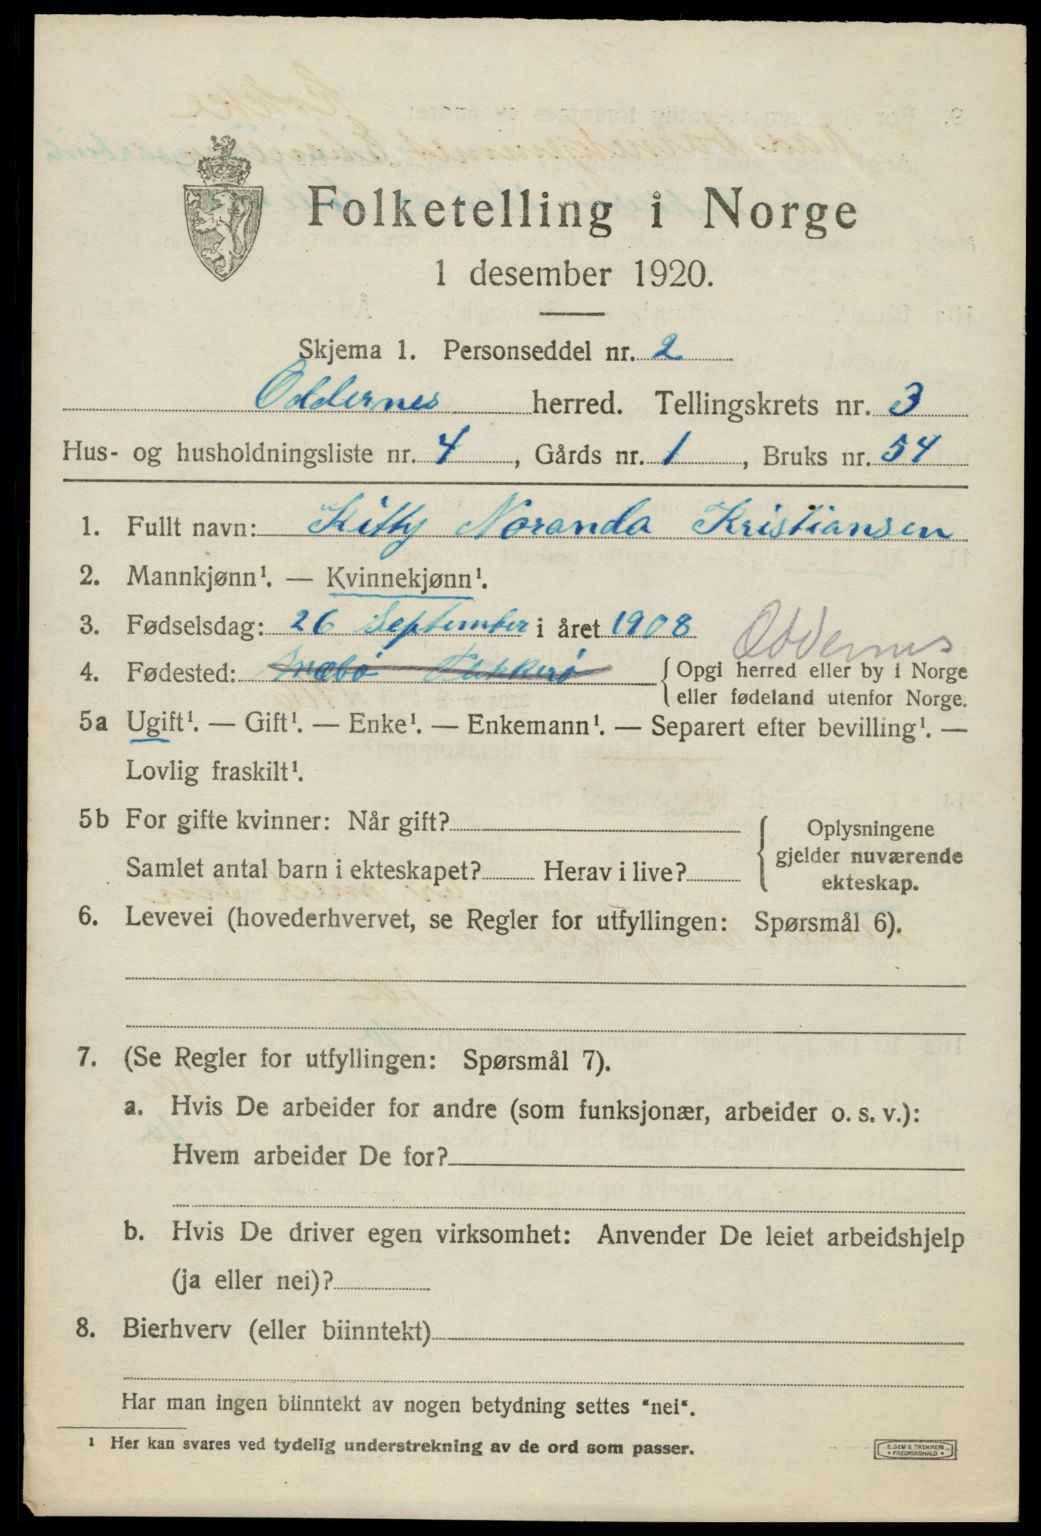 Folketelling i Norge
1 desember 1920.
Skjema 1. Personseddel nr. 2
Oddernes herred. Tellingskrets nr. 3
Hus- og husholdningsliste nr. 4, Gårds nr. 1, Bruks nr. 54
1. Fullt navn: Kitty Noranda Kristiansen
2. Mannkjønn¹. — Kvinnekjønn¹.
3. Fødselsdag: 26 September i året 1908
Oddernes
4. Fødested: Flekkerø { Opgi herred eller by i Norge
eller fødeland utenfor Norge.
5a Ugift¹. — Gift¹. — Enke¹. — Enkemann¹. — Separert efter bevilling¹. —
Lovlig fraskilt¹.
5b For gifte kvinner: Når gift?
Samlet antal barn i ekteskapet? Herav i live?
{ Oplysningene
gjelder nuværende
ekteskap.
6. Levevei (hovederhvervet, se Regler for utfyllingen: Spørsmål 6).
7. (Se Regler for utfyllingen: Spørsmål 7).
a. Hvis De arbeider for andre (som funksjonær, arbeider o. s. v.):
Hvem arbeider De for?
b. Hvis De driver egen virksomhet: Anvender De leiet arbeidshjelp
(ja eller nei)?
8. Bierhverv (eller biinntekt)
Har man ingen biinntekt av nogen betydning settes "nei".
¹ Her kan svares ved tydelig understrekning av de ord som passer.
E. SEM'S TRYKKERI
FREDRIKSHALD